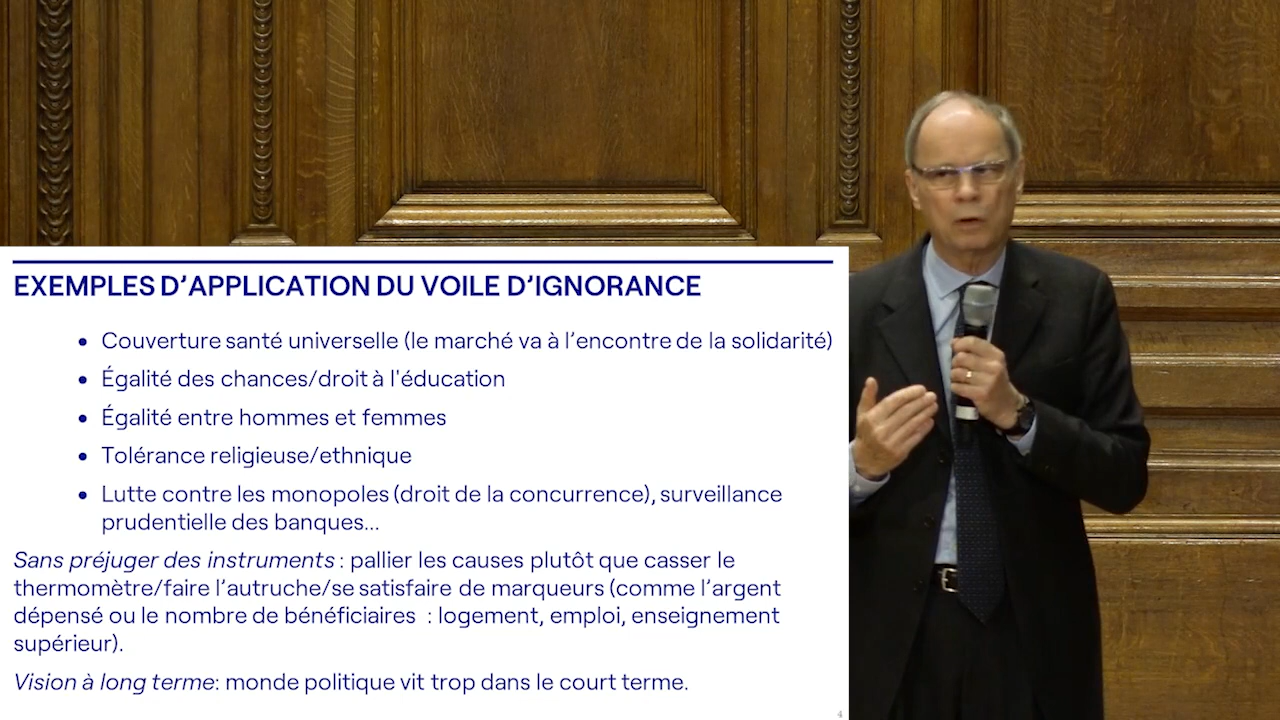 EXEMPLES D’APPLICATION DU VOILE D’IGNORANCE
• Couverture santé universelle (le marché va à l’encontre de la solidarité)
• Égalité des chances/droit à l'éducation
• Égalité entre hommes et femmes
• Tolérance religieuse/ethnique
• Lutte contre les monopoles (droit de la concurrence), surveillance
prudentielle des banques...
Sans préjuger des instruments : pallier les causes plutôt que casser le
thermomètre/faire l’autruche/se satisfaire de marqueurs (comme l’argent
dépensé ou le nombre de bénéficiaires : logement, emploi, enseignement
supérieur).
Vision à long terme: monde politique vit trop dans le court terme.
4